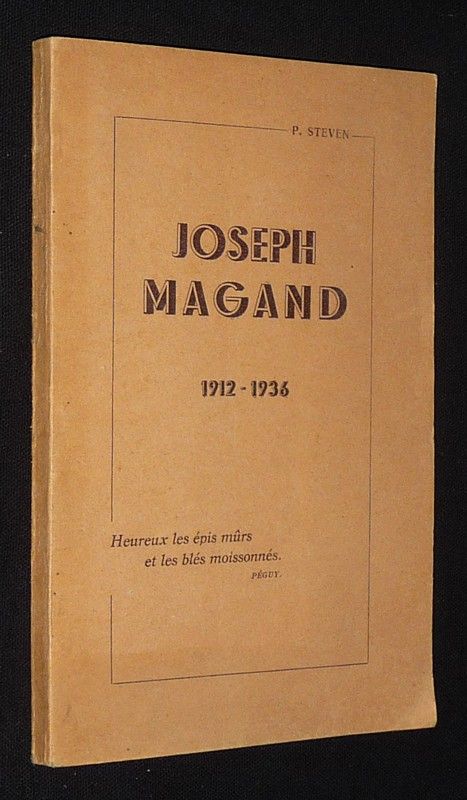 P. STEVEN
JOSEPH
MAGAND
1912 - 1936
Heureux les épis mûrs
et les blés moissonnés.
PÉGUY.